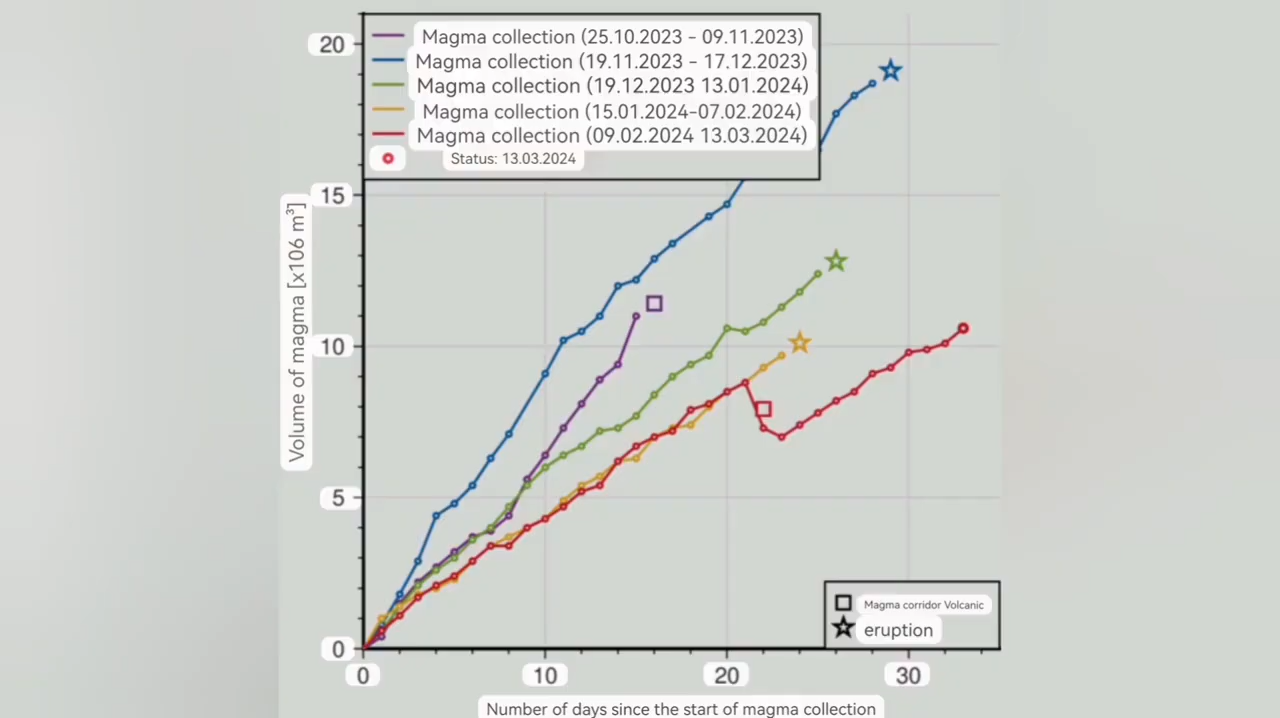 20
Magma collection (25.10.2023 - 09.11.2023)
Magma collection (19.11.2023 - 17.12.2023)
Magma collection (19.12.2023 13.01.2024)
Magma collection (15.01.2024-07.02.2024)
Magma collection (09.02.2024 13.03.2024)
Status: 13.03.2024
15
Volume of magma [x106 m³]
10
5
Magma corridor Volcanic
eruption
0
0 10 20 30
Number of days since the start of magma collection